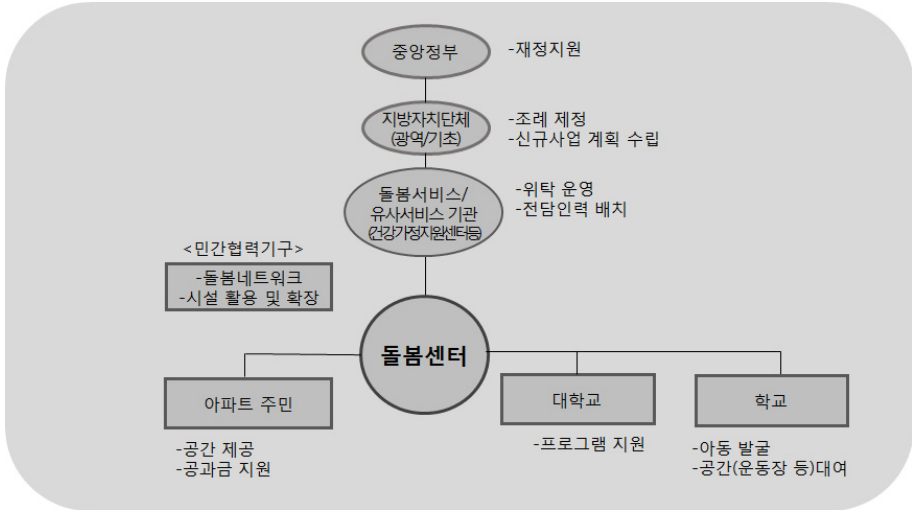 중앙정부
-재정지원
지방자치단체
(광역/기초)
-조례 제정
-신규사업 계획 수립
돌봄서비스/
유사서비스 기관
(건강가정지원센터등)
-위탁 운영
-전담인력 배치
<민간협력기구>
-돌봄네트워크
-시설 활용 및 확장
돌봄센터
아파트 주민
-공간 제공
-공과금 지원
대학교
-프로그램 지원
학교
-아동 발굴
-공간(운동장 등)대여